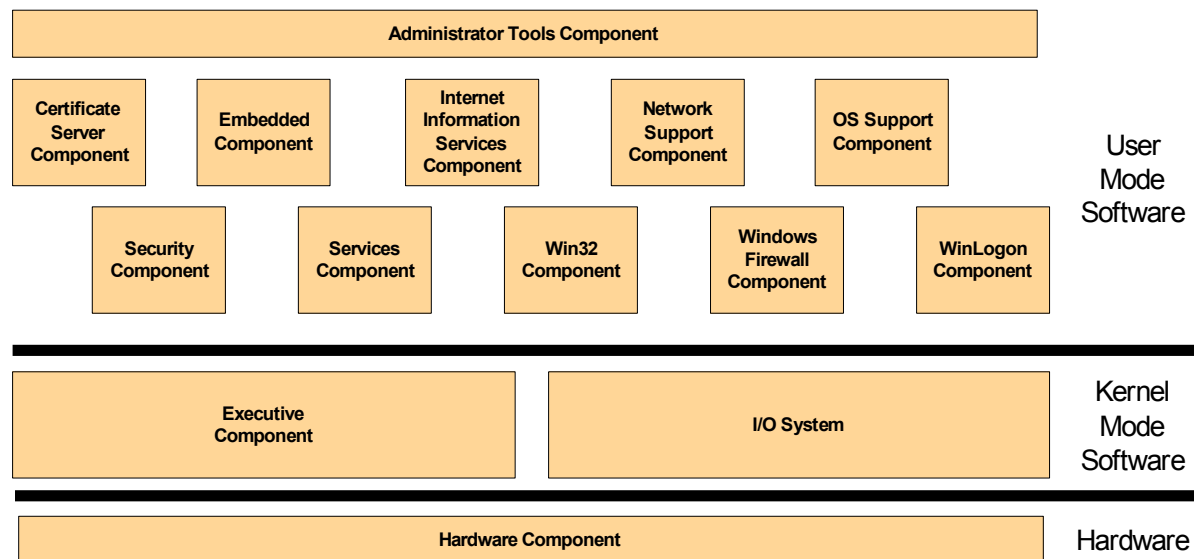 Administrator Tools Component
Certificate
Server
Component
Embedded
Component
Internet
Information
Services
Component
Network
Support
Component
OS Support
Component
User
Mode
Software
Security
Component
Services
Component
Win32
Component
Windows
Firewall
Component
WinLogon
Component
Executive
Component
I/O System
Kernel
Mode
Software
Hardware Component
Hardware